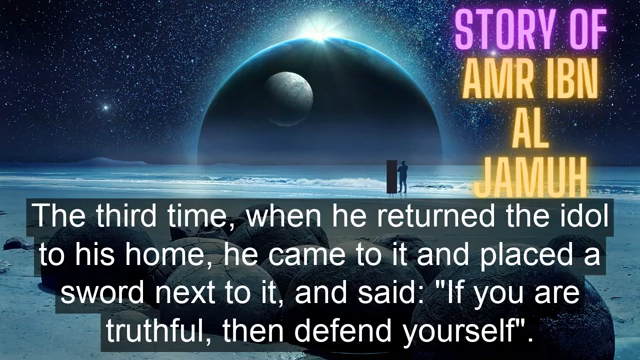 STORY OF
AMR IBN
AL
JAMUH
The third time, when he returned the idol
to his home, he came to it and placed a
sword next to it, and said: "If you are
truthful, then defend yourself".